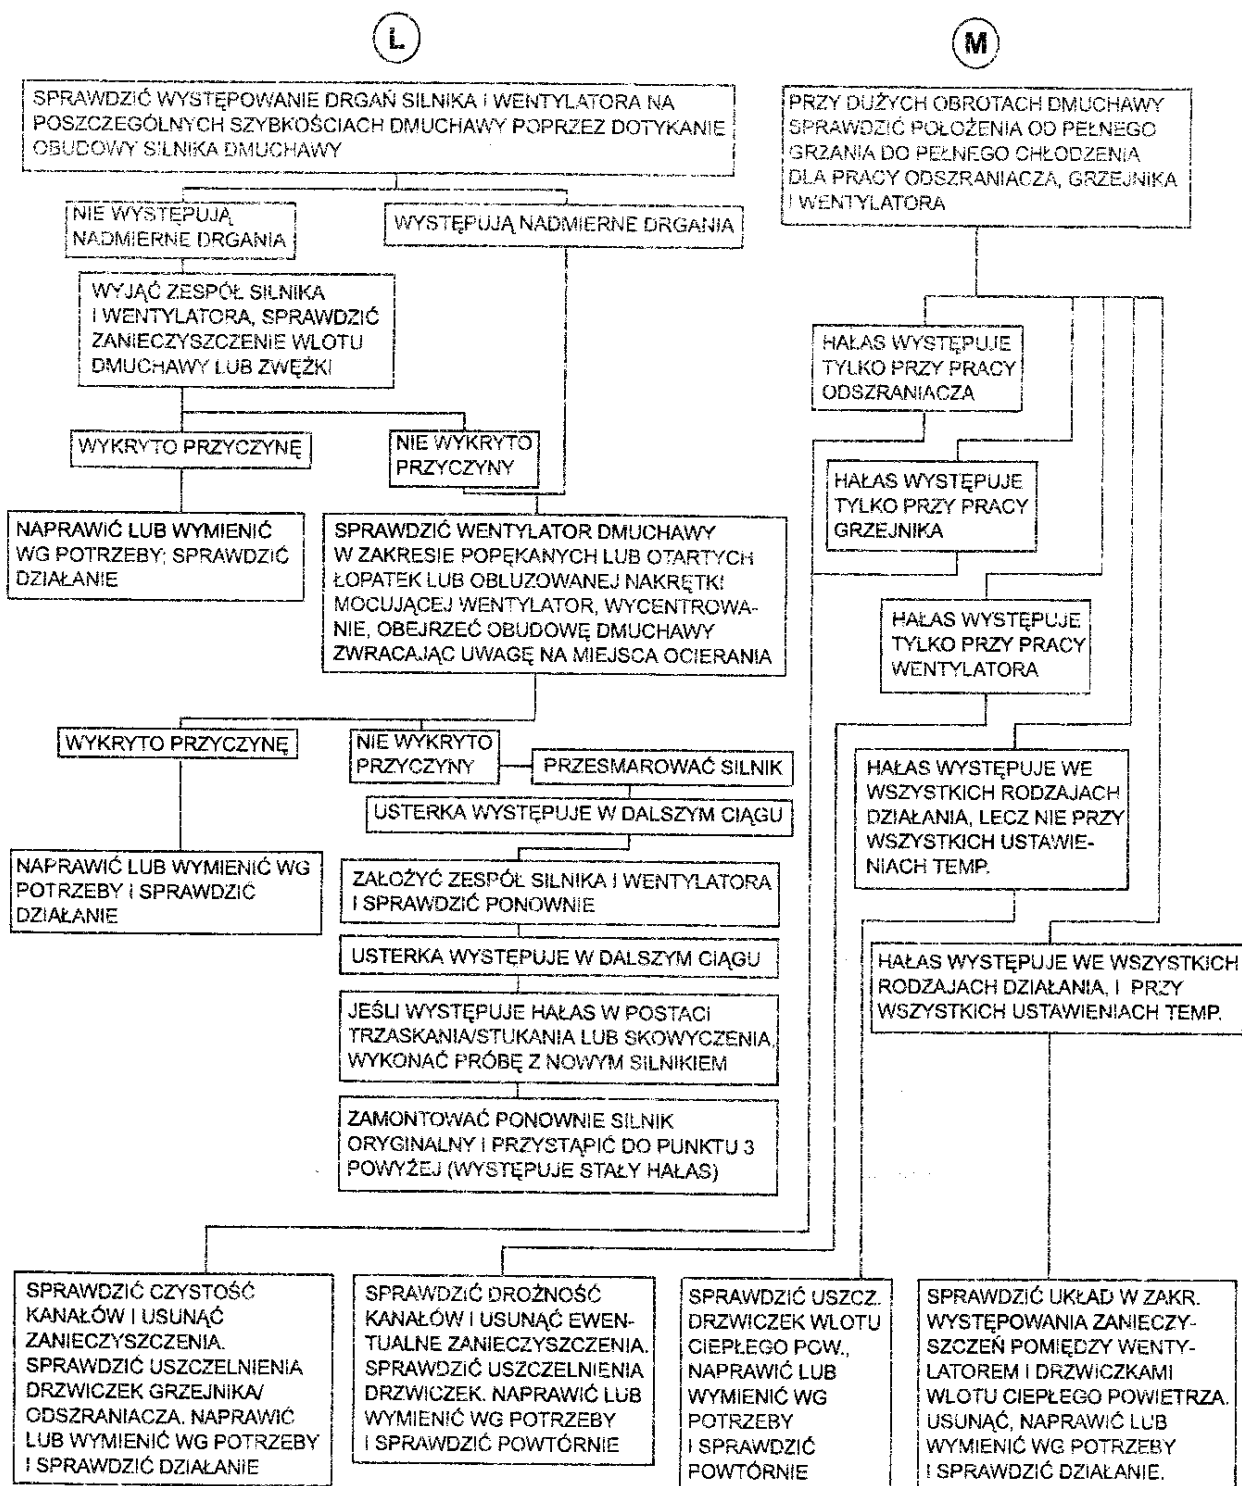 L
SPRAWDZIĆ WYSTĘPOWANIE DRGAŃ SILNIKA I WENTYLATORA NA
POSZCZEGÓLNYCH SZYBKOŚCIACH DMUCHAWY POPRZEZ DOTYKANIE
OBUDOWY SILNIKA DMUCHAWY
NIE WYSTĘPUJĄ
NADMIERNE DRGANIA
WYSTĘPUJĄ NADMIERNE DRGANIA
WYJĄĆ ZESPÓŁ SILNIKA
I WENTYLATORA, SPRAWDZIĆ
ZANIECZYSZCZENIE WLOTU
DMUCHAWY LUB ZWĘŻKI
WYKRYTO PRZYCZYNĘ
NIE WYKRYTO
PRZYCZYNY
NAPRAWIĆ LUB WYMIENIĆ
WG POTRZEBY; SPRAWDZIĆ
DZIAŁANIE
SPRAWDZIĆ WENTYLATOR DMUCHAWY
W ZAKRESIE POPĘKANYCH LUB OTARTYCH
ŁOPATEK LUB OBLUZOWANEJ NAKRĘTKI
MOCUJĄCEJ WENTYLATOR, WYCENTROWA-
NIE, OBEJRZEĆ OBUDOWĘ DMUCHAWY
ZWRACAJĄC UWAGĘ NA MIEJSCA OCIERANIA
WYKRYTO PRZYCZYNĘ
NIE WYKRYTO
PRZYCZYNY
PRZESMAROWAĆ SILNIK
USTERKA WYSTĘPUJE W DALSZYM CIĄGU
NAPRAWIĆ LUB WYMIENIĆ WG
POTRZEBY I SPRAWDZIĆ
DZIAŁANIE
ZAŁOŻYĆ ZESPÓŁ SILNIKA I WENTYLATORA
I SPRAWDZIĆ PONOWNIE
USTERKA WYSTĘPUJE W DALSZYM CIĄGU
JEŚLI WYSTĘPUJE HAŁAS W POSTACI
TRZASKANIA/STUKANIA LUB SKOWYCZENIA,
WYKONAĆ PRÓBĘ Z NOWYM SILNIKIEM
ZAMONTOWAĆ PONOWNIE SILNIK
ORYGINALNY I PRZYSTĄPIĆ DO PUNKTU 3
POWYŻEJ (WYSTĘPUJE STAŁY HAŁAS)
M
PRZY DUŻYCH OBROTACH DMUCHAWY
SPRAWDZIĆ POŁOŻENIA OD PEŁNEGO
GRZANIA DO PEŁNEGO CHŁODZENIA
DLA PRACY ODSZRANIACZA, GRZEJNIKA
I WENTYLATORA
HAŁAS WYSTĘPUJE
TYLKO PRZY PRACY
ODSZRANIACZA
HAŁAS WYSTĘPUJE
TYLKO PRZY PRACY
GRZEJNIKA
HAŁAS WYSTĘPUJE
TYLKO PRZY PRACY
WENTYLATORA
HAŁAS WYSTĘPUJE WE
WSZYSTKICH RODZAJACH
DZIAŁANIA, LECZ NIE PRZY
WSZYSTKICH USTAWIE-
NIACH TEMP.
HAŁAS WYSTĘPUJE WE WSZYSTKICH
RODZAJACH DZIAŁANIA, I PRZY
WSZYSTKICH USTAWIENIACH TEMP.
SPRAWDZIĆ CZYSTOŚĆ
KANAŁÓW I USUNĄĆ
ZANIECZYSZCZENIA.
SPRAWDZIĆ USZCZELNIENIA
DRZWICZEK GRZEJNIKA/
ODSZRANIACZA. NAPRAWIĆ
LUB WYMIENIĆ WG POTRZEBY
I SPRAWDZIĆ DZIAŁANIE
SPRAWDZIĆ DROŻNOŚĆ
KANAŁÓW I USUNĄĆ EWEN-
TUALNE ZANIECZYSZCZENIA.
SPRAWDZIĆ USZCZELNIENIA
DRZWICZEK. NAPRAWIĆ LUB
WYMIENIĆ WG POTRZEBY
I SPRAWDZIĆ POWTÓRNIE
SPRAWDZIĆ USZCZ.
DRZWICZEK WLOTU
CIEPŁEGO POW.,
NAPRAWIĆ LUB
WYMIENIĆ WG
POTRZEBY
I SPRAWDZIĆ
POWTÓRNIE
SPRAWDZIĆ UKŁAD W ZAKR.
WYSTĘPOWANIA ZANIECZY-
SZCZEŃ POMIĘDZY WENTY-
LATOREM I DRZWICZKAMI
WLOTU CIEPŁEGO POWIETRZA.
USUNĄĆ, NAPRAWIĆ LUB
WYMIENIĆ WG POTRZEBY
I SPRAWDZIĆ DZIAŁANIE.